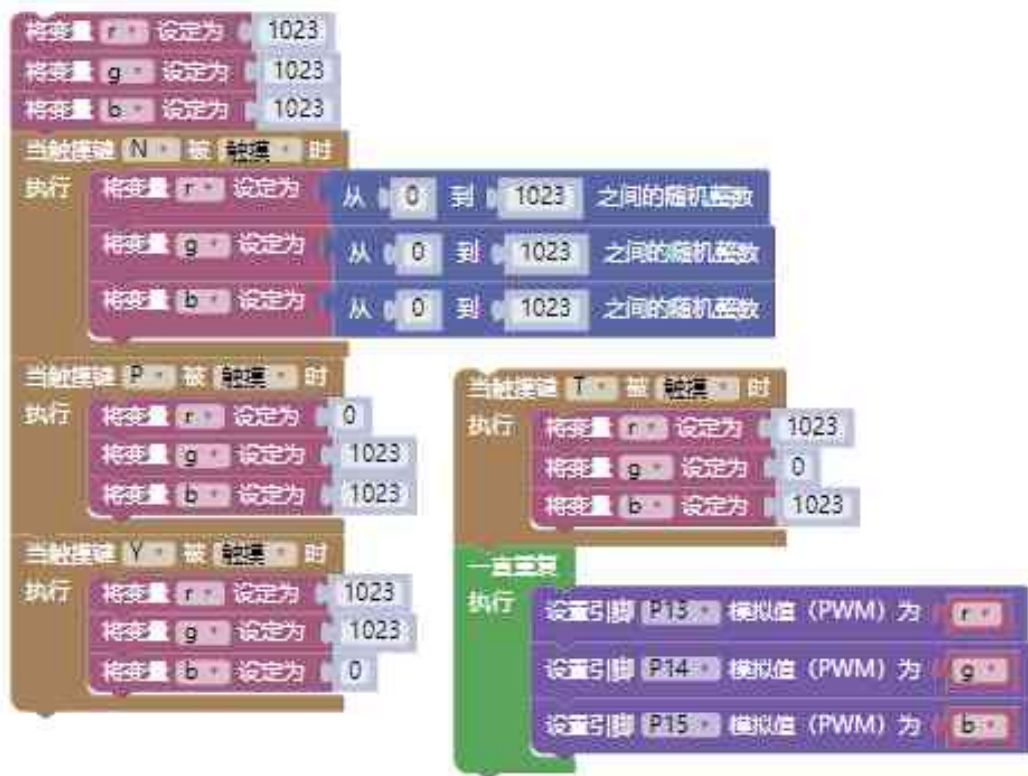 将变量 r 设定为 1023
将变量 g 设定为 1023
将变量 b 设定为 1023
当触摸键 N 被 触摸 时
执行 将变量 r 设定为 从 0 到 1023 之间的随机整数
将变量 g 设定为 从 0 到 1023 之间的随机整数
将变量 b 设定为 从 0 到 1023 之间的随机整数
当触摸键 P 被 触摸 时
执行 将变量 r 设定为 0
将变量 g 设定为 1023
将变量 b 设定为 1023
当触摸键 Y 被 触摸 时
执行 将变量 r 设定为 1023
将变量 g 设定为 1023
将变量 b 设定为 0
当触摸键 T 被 触摸 时
执行 将变量 r 设定为 1023
将变量 g 设定为 0
将变量 b 设定为 1023
一直重复
执行 设置引脚 P13 模拟值（PWM）为 r
设置引脚 P14 模拟值（PWM）为 g
设置引脚 P15 模拟值（PWM）为 b